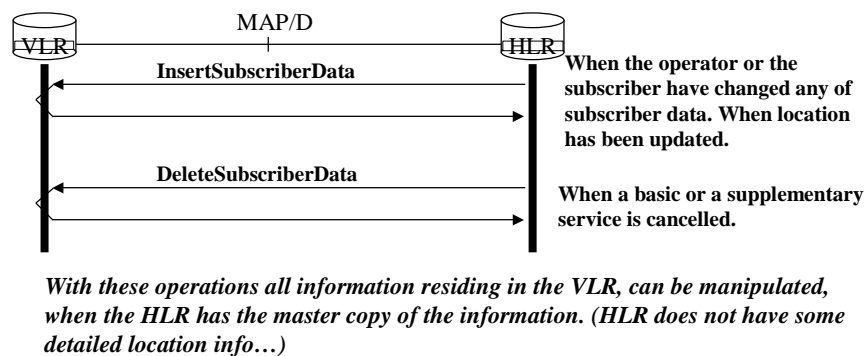 MAP/D
VLR
HLR
InsertSubscriberData
When the operator or the
subscriber have changed any of
subscriber data. When location
has been updated.
DeleteSubscriberData
When a basic or a supplementary
service is cancelled.
With these operations all information residing in the VLR, can be manipulated,
when the HLR has the master copy of the information. (HLR does not have some
detailed location info…)